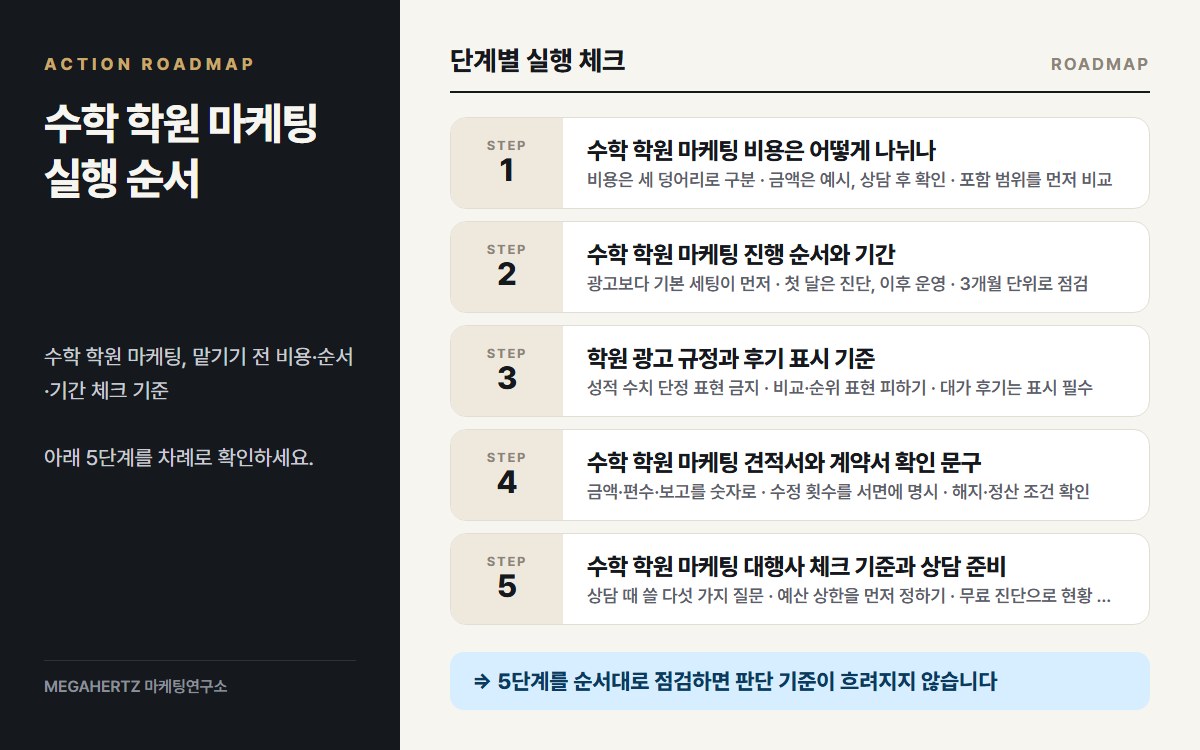 ACTION ROADMAP
수학 학원 마케팅
실행 순서
수학 학원 마케팅, 맡기기 전 비용·순서
·기간 체크 기준
아래 5단계를 차례로 확인하세요.
MEGAHERTZ 마케팅연구소
단계별 실행 체크
ROADMAP
STEP
1
수학 학원 마케팅 비용은 어떻게 나뉘나
비용은 세 덩어리로 구분 · 금액은 예시, 상담 후 확인 · 포함 범위를 먼저 비교
STEP
2
수학 학원 마케팅 진행 순서와 기간
광고보다 기본 세팅이 먼저 · 첫 달은 진단, 이후 운영 · 3개월 단위로 점검
STEP
3
학원 광고 규정과 후기 표시 기준
성적 수치 단정 표현 금지 · 비교·순위 표현 피하기 · 대가 후기는 표시 필수
STEP
4
수학 학원 마케팅 견적서와 계약서 확인 문구
금액·편수·보고를 숫자로 · 수정 횟수를 서면에 명시 · 해지·정산 조건 확인
STEP
5
수학 학원 마케팅 대행사 체크 기준과 상담 준비
상담 때 쓸 다섯 가지 질문 · 예산 상한을 먼저 정하기 · 무료 진단으로 현황 ...
⇒ 5단계를 순서대로 점검하면 판단 기준이 흐려지지 않습니다